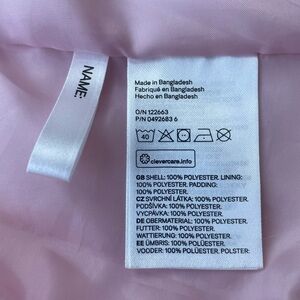 NAME:
Made in Bangladesh
Fabriqué en Bangladesh
Hecho en Bangladesh
O/N 122663
P/N 0492683 6
40
clevercare.info
GB SHELL: 100% POLYESTER. LINING:
100% POLYESTER. PADDING:
100% POLYESTER.
CZ SVRCHNÍ LÁTKA: 100% POLYESTER.
PODŠÍVKA: 100% POLYESTER.
VYCPÁVKA: 100% POLYESTER.
DE OBERMATERIAL: 100% POLYESTER.
FUTTER: 100% POLYESTER.
WATTIERUNG: 100% POLYESTER.
EE ÜMBRIS: 100% POLÜESTER.
VOODER: 100% POLÜESTER. POLSTER: